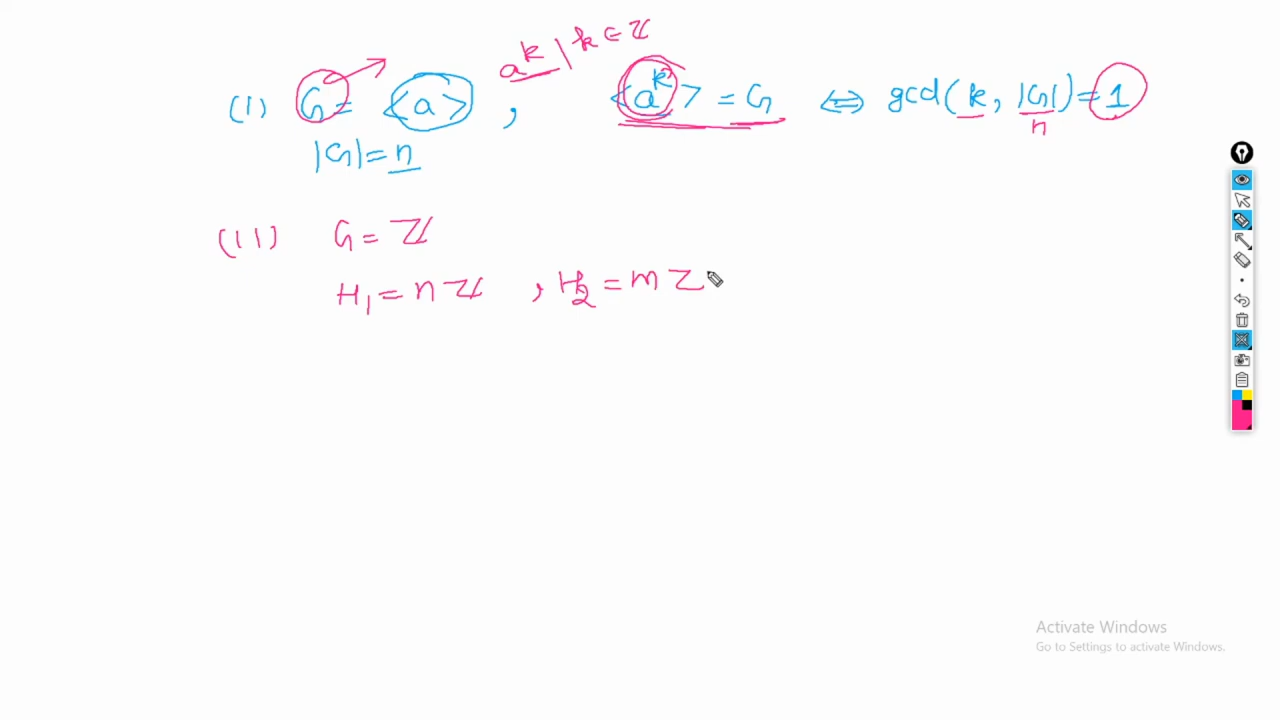 a^k | k ∈ ℤ
(I) G = <a> , <a^k> = G ⇔ gcd(k, |G|) = 1
n
|G| = n
(II) G = ℤ
H₁ = nℤ , H₂ = mℤ
Activate Windows
Go to Settings to activate Windows.